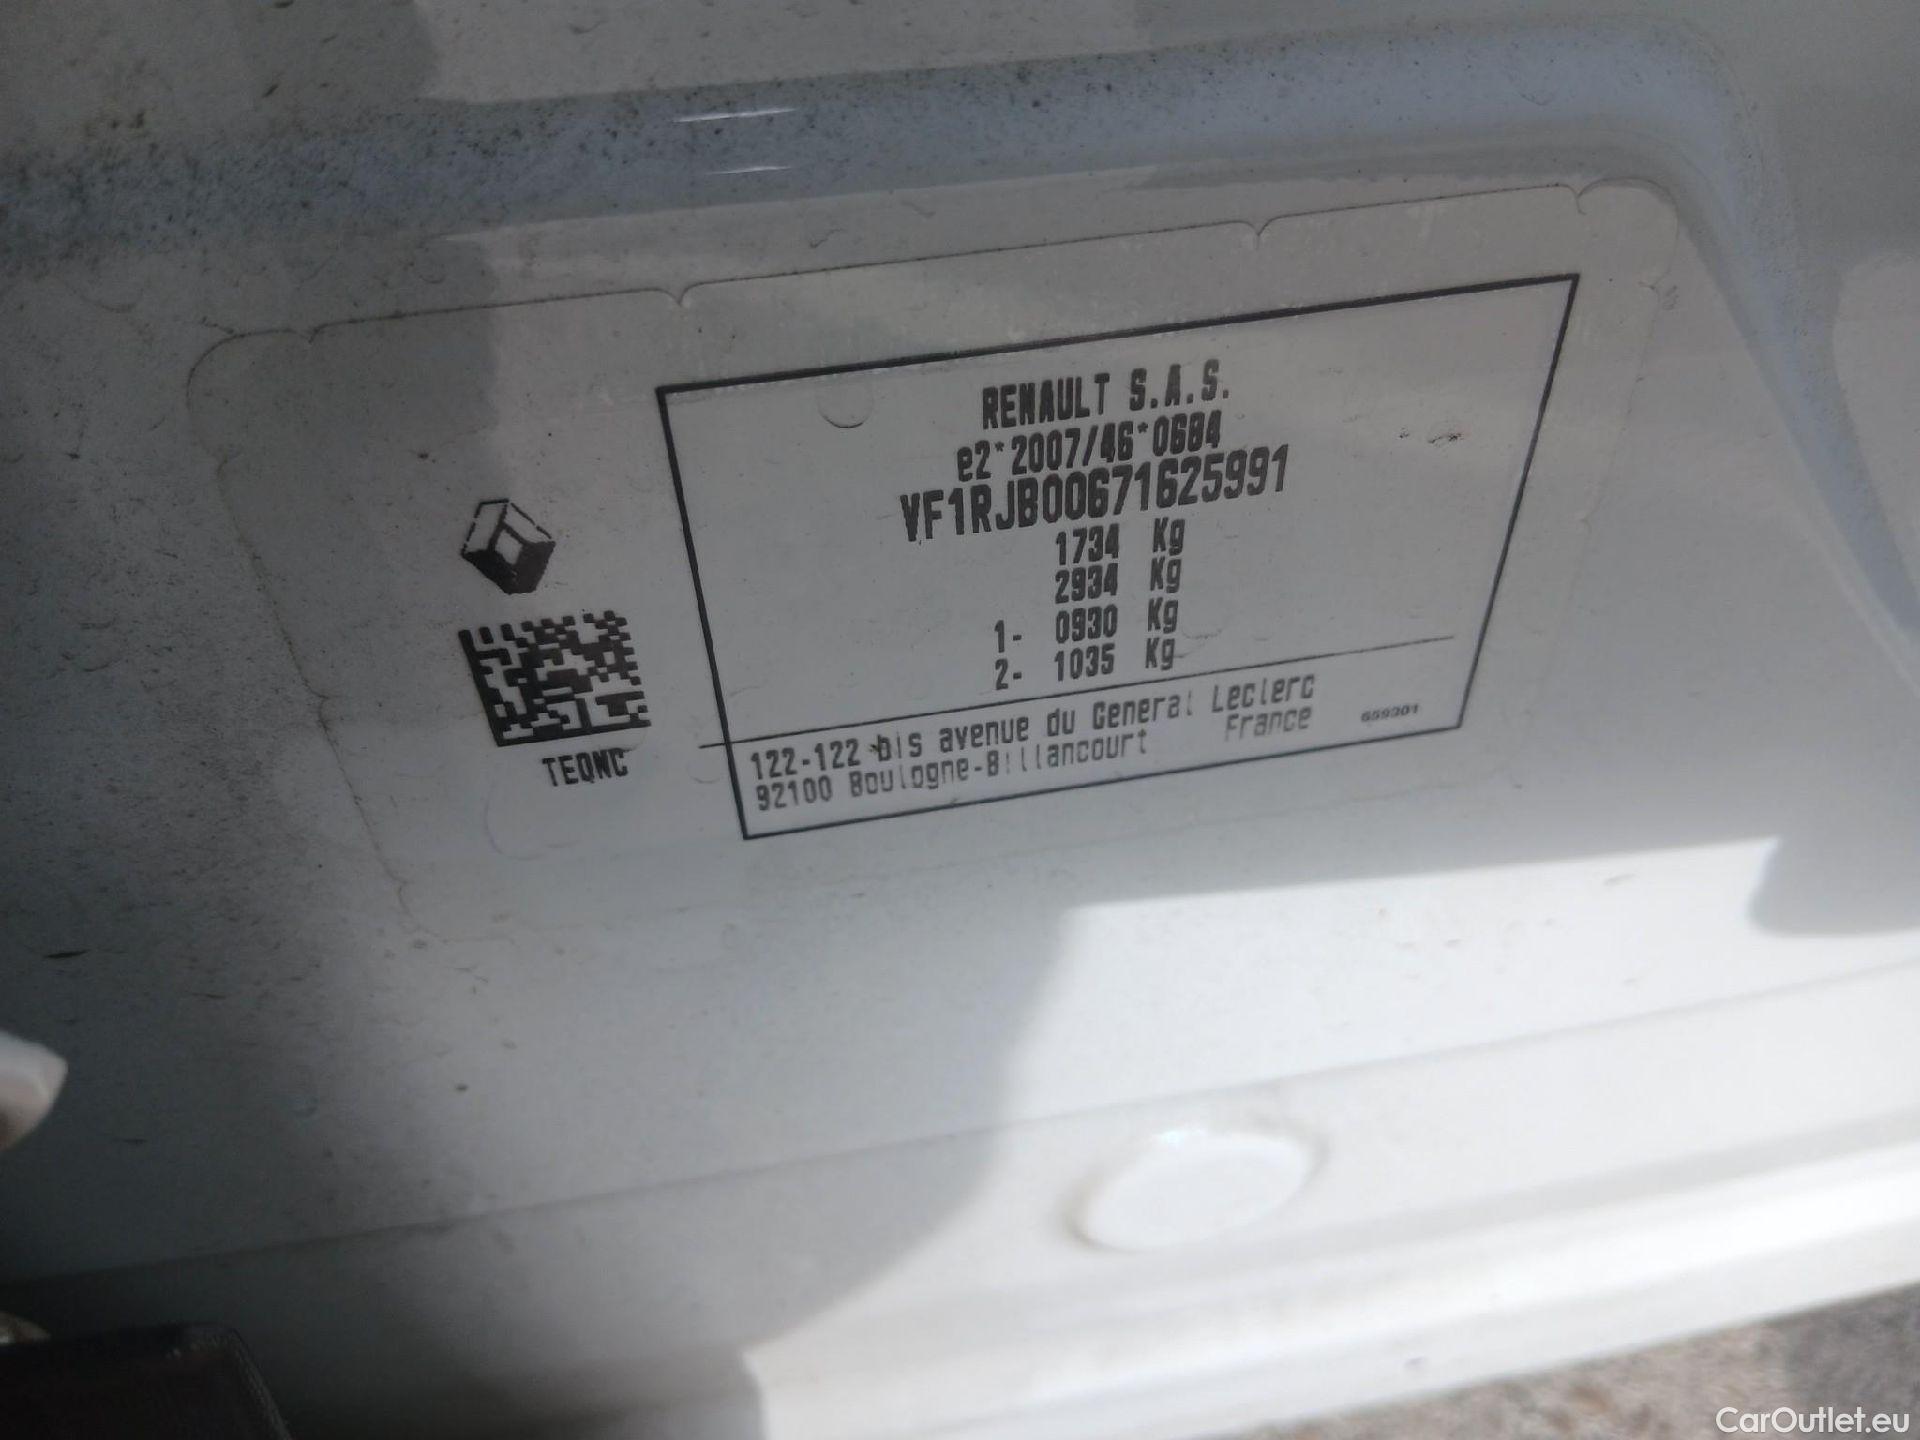 RENAULT S.A.S.
e2*2007/46*0684
VF1RJB00671625991
1734 Kg
2934 Kg
1- 0930 Kg
2- 1035 Kg
122-122 bis avenue du General Leclerc
92100 Boulogne-Billancourt France
659201
TEQNC
CarOutlet.eu